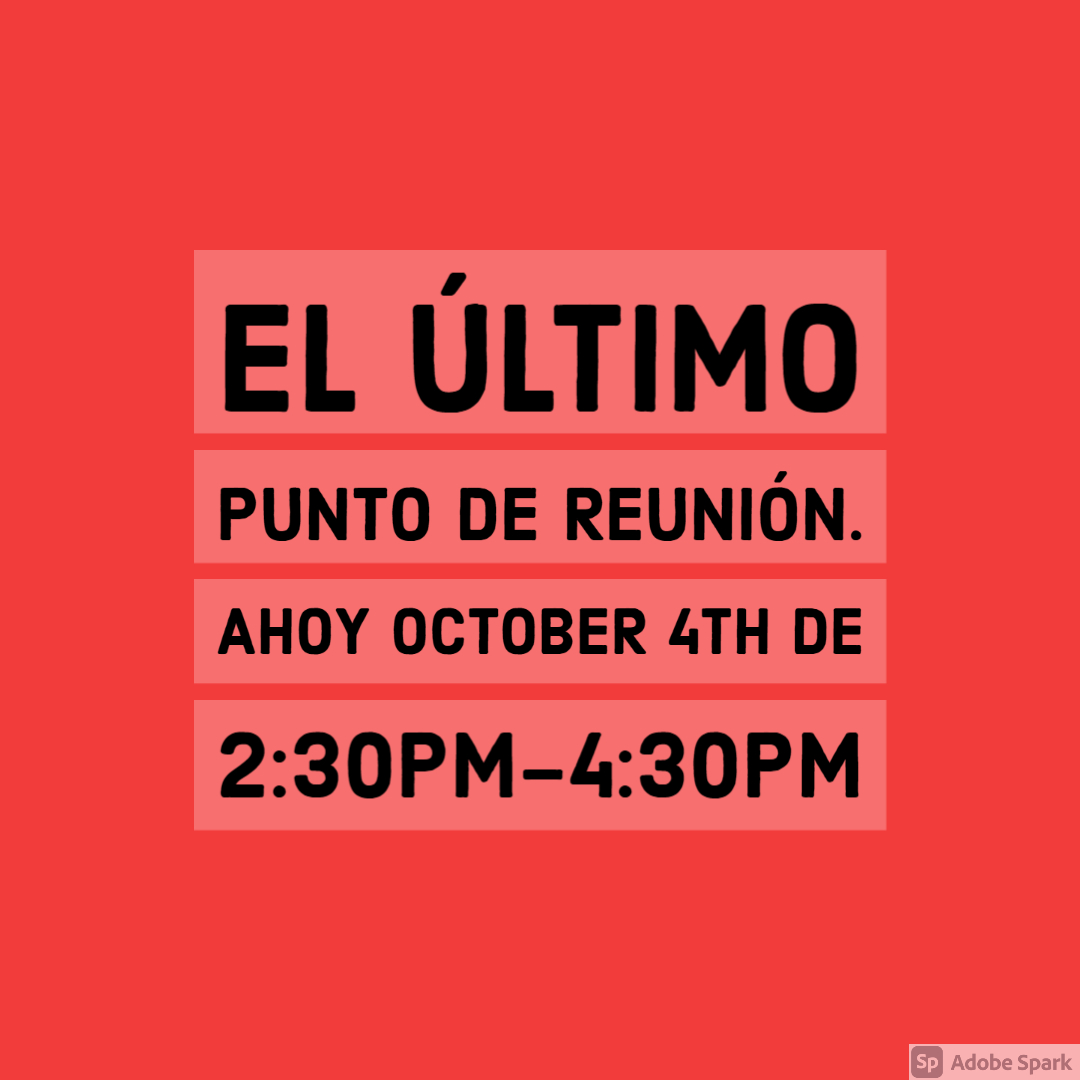 EL ÚLTIMO
PUNTO DE REUNIÓN.
AHOY OCTOBER 4TH DE
2:30PM–4:30PM
Sp Adobe Spark